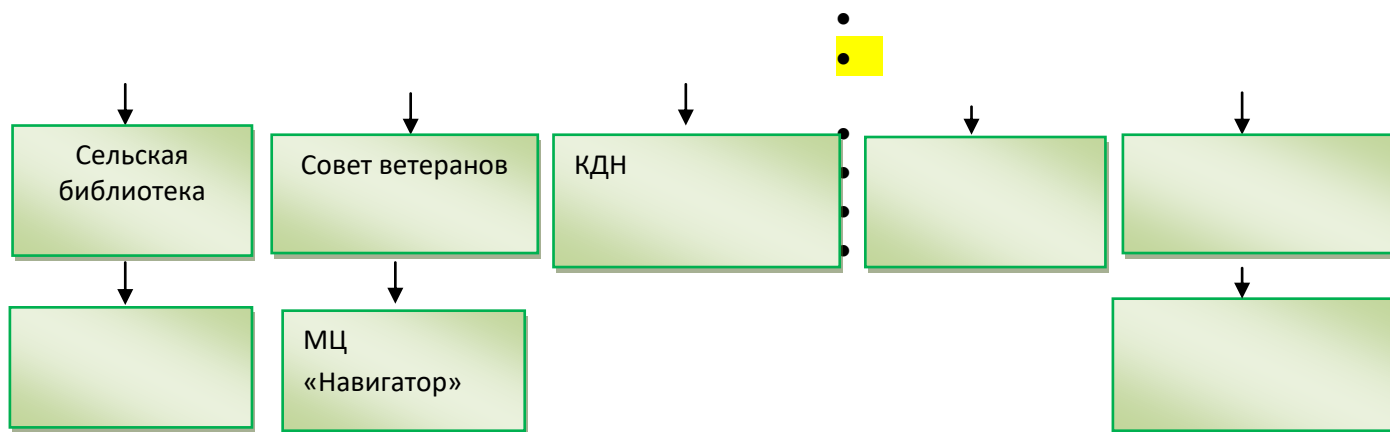 Сельская
библиотека
Совет ветеранов
КДН
МЦ
«Навигатор»